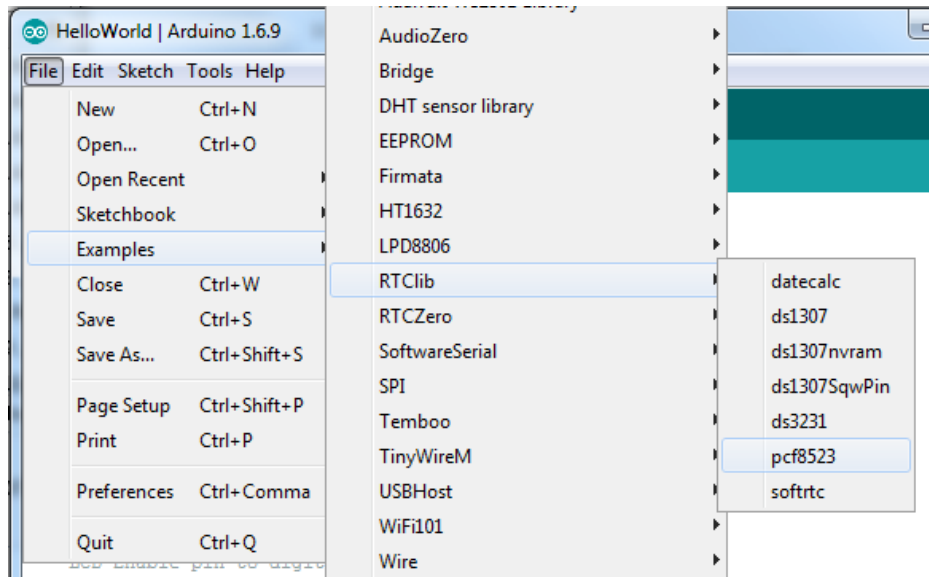 HelloWorld | Arduino 1.6.9
File Edit Sketch Tools Help
New Ctrl+N
Open... Ctrl+O
Open Recent
Sketchbook
Examples
Close Ctrl+W
Save Ctrl+S
Save As... Ctrl+Shift+S
Page Setup Ctrl+Shift+P
Print Ctrl+P
Preferences Ctrl+Comma
Quit Ctrl+Q
AudioZero
Bridge
DHT sensor library
EEPROM
Firmata
HT1632
LPD8806
RTClib
RTCZero
SoftwareSerial
SPI
Temboo
TinyWireM
USBHost
WiFi101
Wire
datecalc
ds1307
ds1307nvram
ds1307SqwPin
ds3231
pcf8523
softrtc